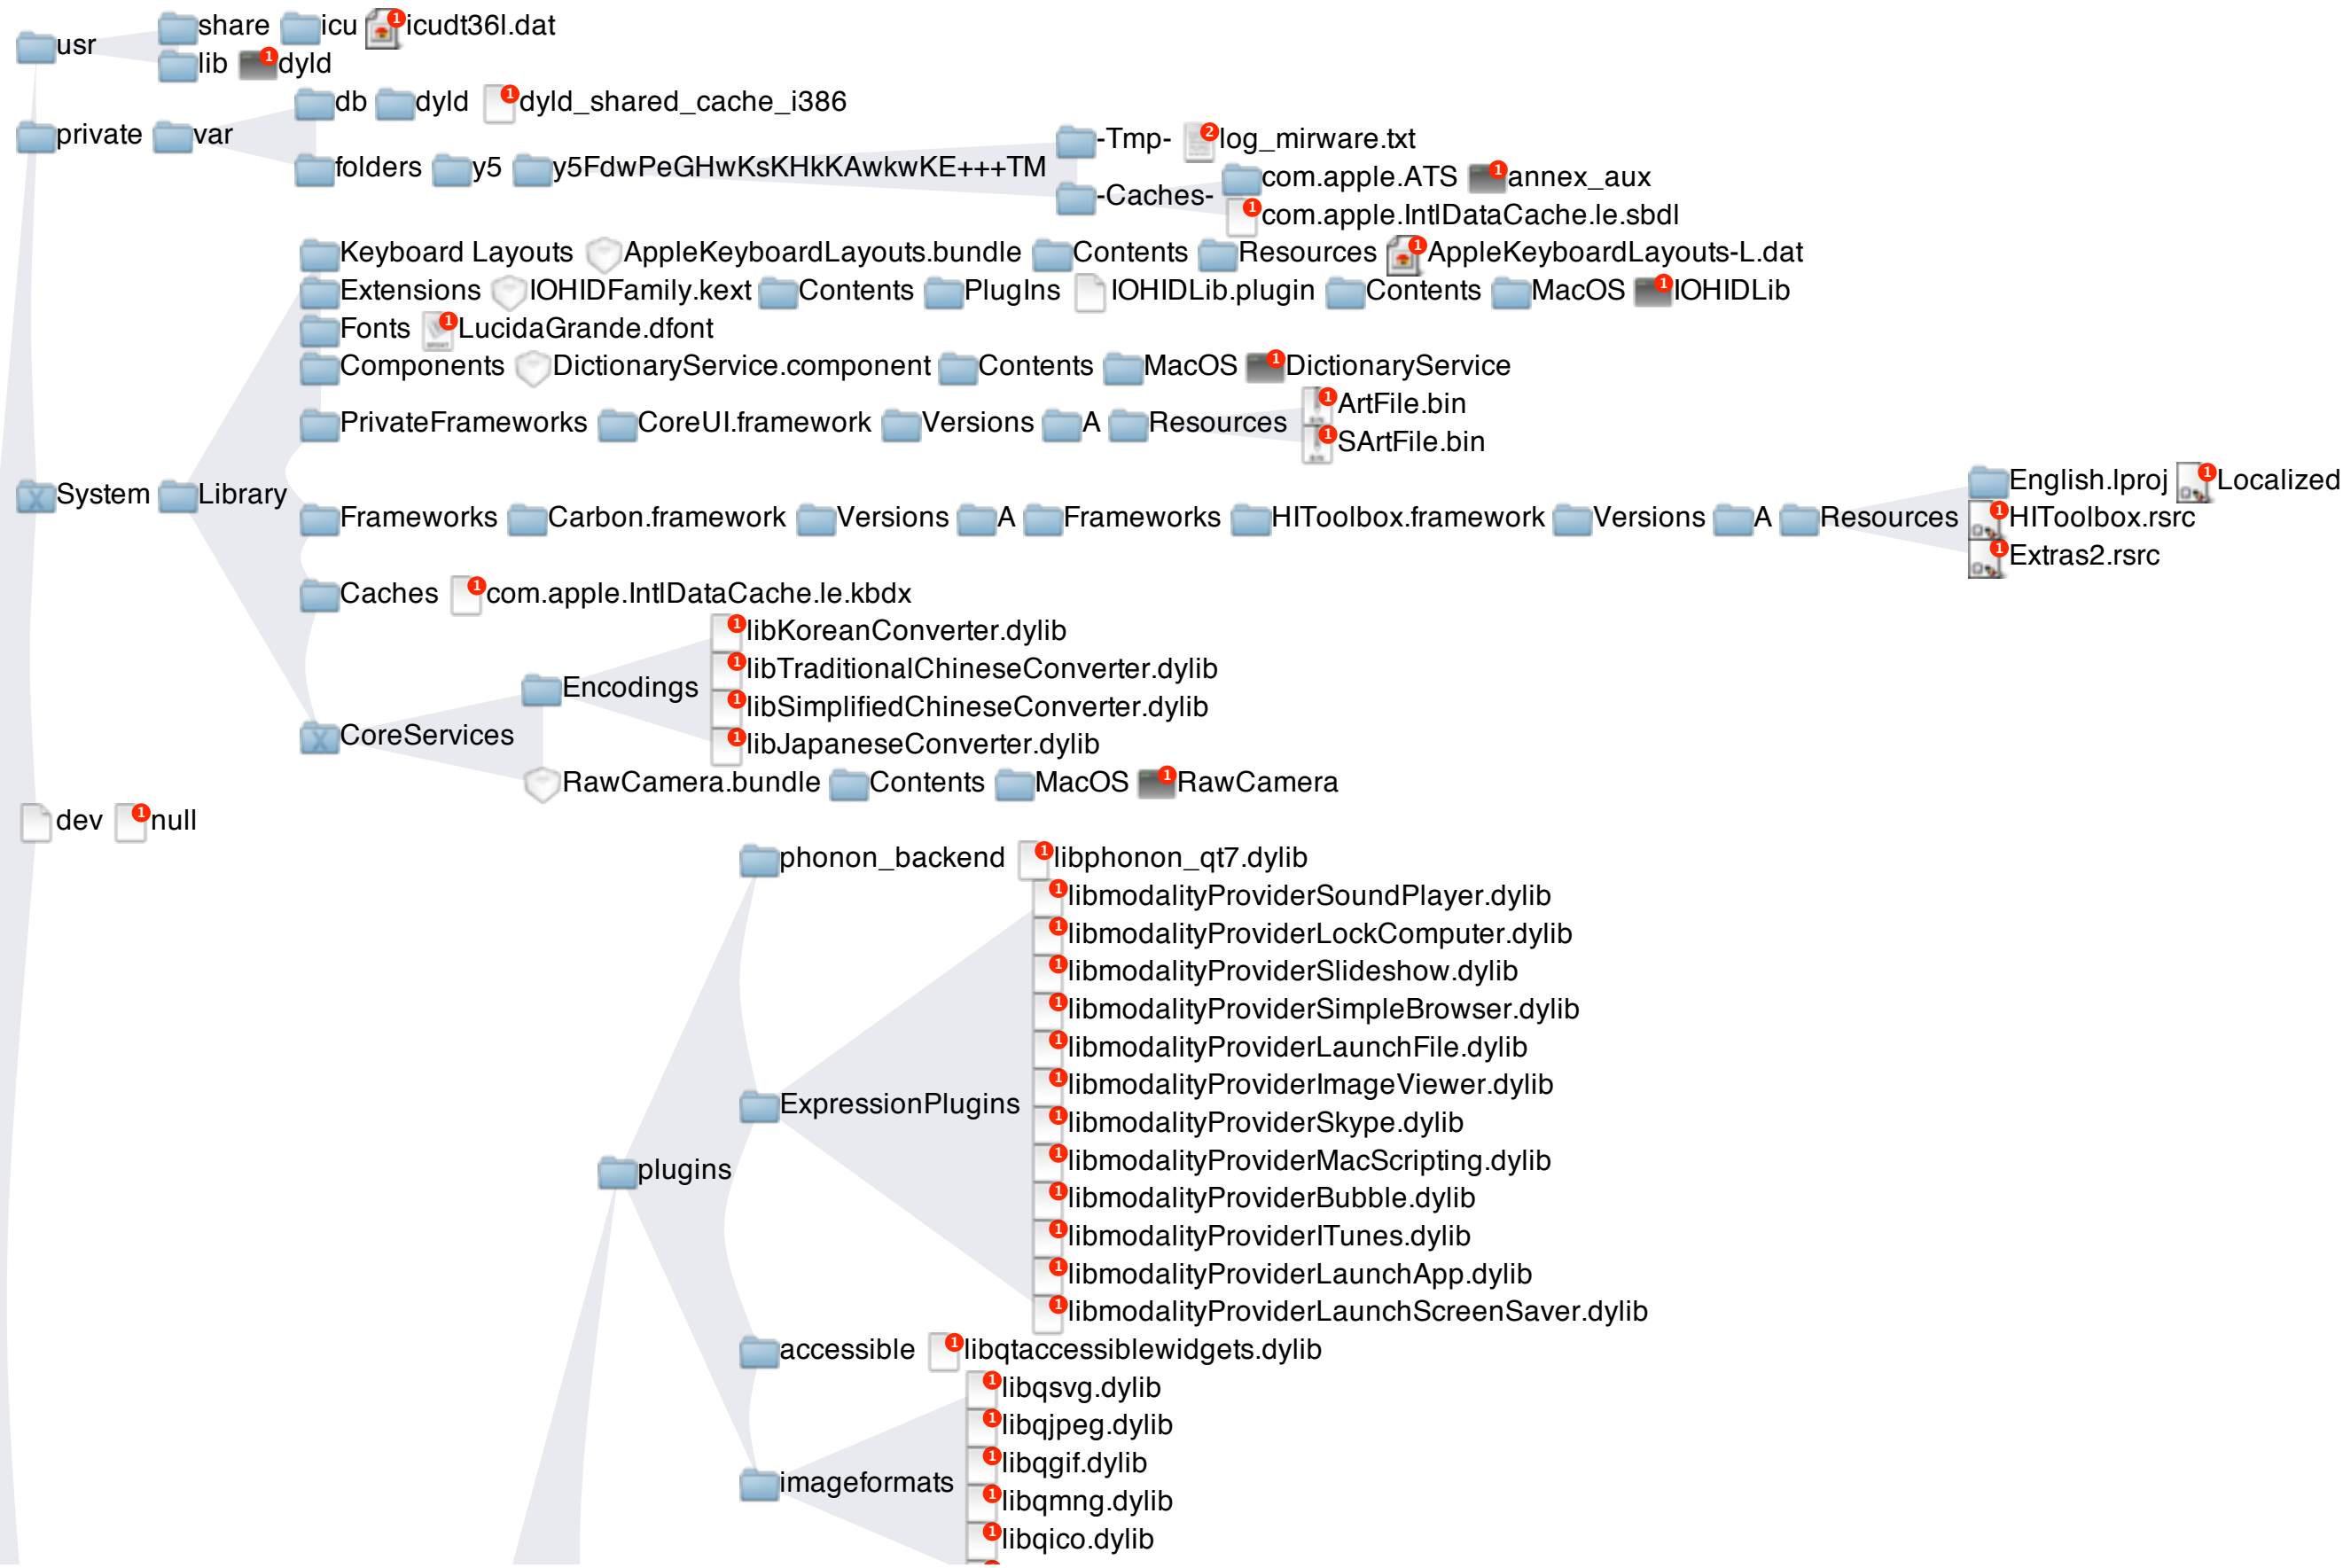 usr share icu 1 icudt36l.dat
lib 1 dyld
private var db dyld 1 dyld_shared_cache_i386
folders y5 y5FdwPeGHwKsKHkKAwkwKE+++TM -Tmp- 2 log_mirware.txt
-Caches- com.apple.ATS 1 annex_aux
1 com.apple.IntlDataCache.le.sbdl
System Library Keyboard Layouts AppleKeyboardLayouts.bundle Contents Resources 1 AppleKeyboardLayouts-L.dat
Extensions IOHIDFamily.kext Contents PlugIns IOHIDLib.plugin Contents MacOS 1 IOHIDLib
Fonts 1 LucidaGrande.dfont
Components DictionaryService.component Contents MacOS 1 DictionaryService
PrivateFrameworks CoreUI.framework Versions A Resources 1 ArtFile.bin
1 SArtFile.bin
Frameworks Carbon.framework Versions A Frameworks HIToolbox.framework Versions A Resources English.lproj 1 Localized
1 HIToolbox.rsrc
1 Extras2.rsrc
Caches 1 com.apple.IntlDataCache.le.kbdx
CoreServices Encodings 1 libKoreanConverter.dylib
1 libTraditionalChineseConverter.dylib
1 libSimplifiedChineseConverter.dylib
1 libJapaneseConverter.dylib
RawCamera.bundle Contents MacOS 1 RawCamera
dev 1 null
plugins phonon_backend 1 libphonon_qt7.dylib
ExpressionPlugins 1 libmodalityProviderSoundPlayer.dylib
1 libmodalityProviderLockComputer.dylib
1 libmodalityProviderSlideshow.dylib
1 libmodalityProviderSimpleBrowser.dylib
1 libmodalityProviderLaunchFile.dylib
1 libmodalityProviderImageViewer.dylib
1 libmodalityProviderSkype.dylib
1 libmodalityProviderMacScripting.dylib
1 libmodalityProviderBubble.dylib
1 libmodalityProviderITunes.dylib
1 libmodalityProviderLaunchApp.dylib
1 libmodalityProviderLaunchScreenSaver.dylib
accessible 1 libqtaccessiblewidgets.dylib
imageformats 1 libqsvg.dylib
1 libqjpeg.dylib
1 libqgif.dylib
1 libqmng.dylib
1 libqico.dylib